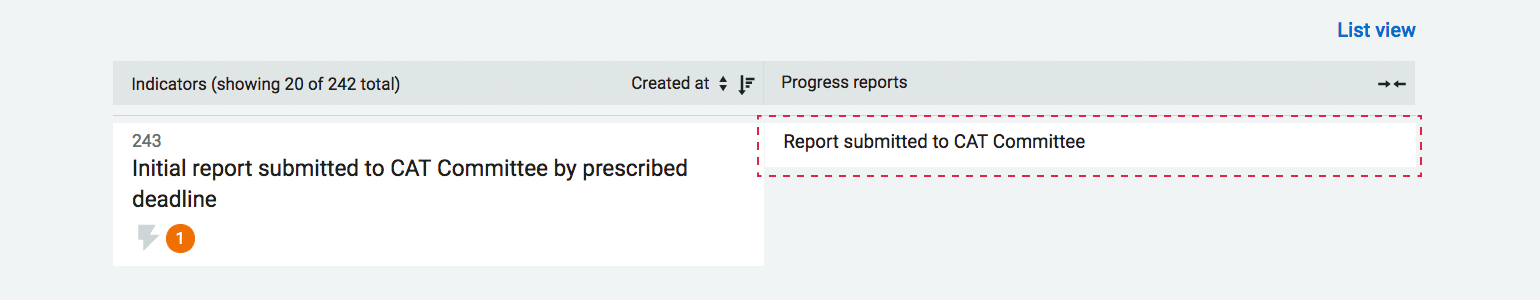 List view
Indicators (showing 20 of 242 total) Created at Progress reports
243
Report submitted to CAT Committee
Initial report submitted to CAT Committee by prescribed
deadline
1